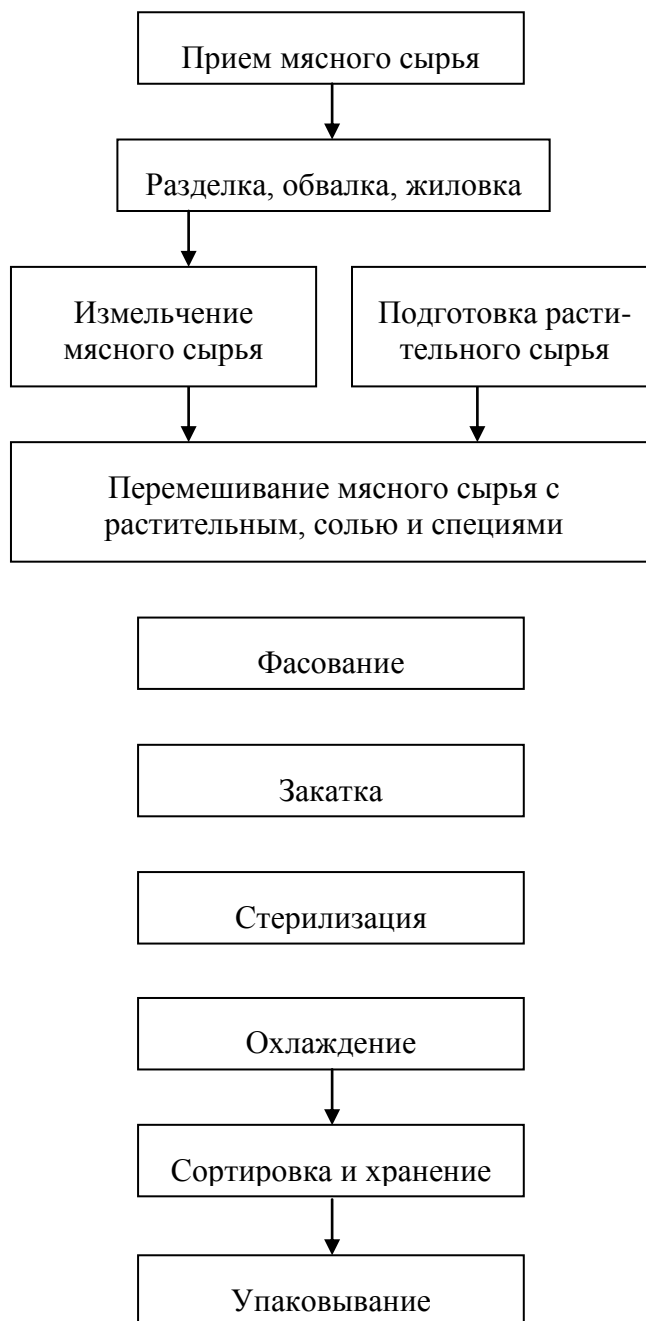 Прием мясного сырья
Разделка, обвалка, жиловка
Измельчение
мясного сырья
Подготовка расти-
тельного сырья
Перемешивание мясного сырья с
растительным, солью и специями
Фасование
Закатка
Стерилизация
Охлаждение
Сортировка и хранение
Упаковывание